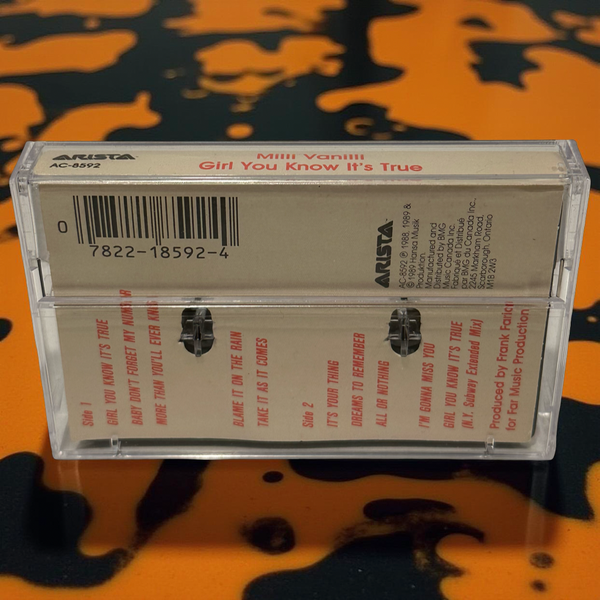 ARISTA
AC-8592
Milli Vanilli
Girl You Know It's True
0
7822-18592-4
ARISTA
AC-8592 ℗ 1988, 1989 &
© 1989 Hansa Musik
Produktion
Manufactured and
Distributed by BMG
Music Canada Inc.
Fabriqué et Distribué
par BMG du Canada Inc.,
2245 Markham Road,
Scarborough, Ontario
M1B 2W3
Side 1
GIRL YOU KNOW IT'S TRUE
BABY DON'T FORGET MY
MORE THAN YOU'LL EVER
BLAME IT ON THE RAIN
TAKE IT AS IT COMES
Side 2
IT'S YOUR THING
DREAMS TO REMEMBER
ALL OR NOTHING
I'M GONNA MISS YOU
GIRL YOU KNOW IT'S TRUE
(N.Y. Subway Extended Mix)
Produced by Frank Farian
for Far Music Production